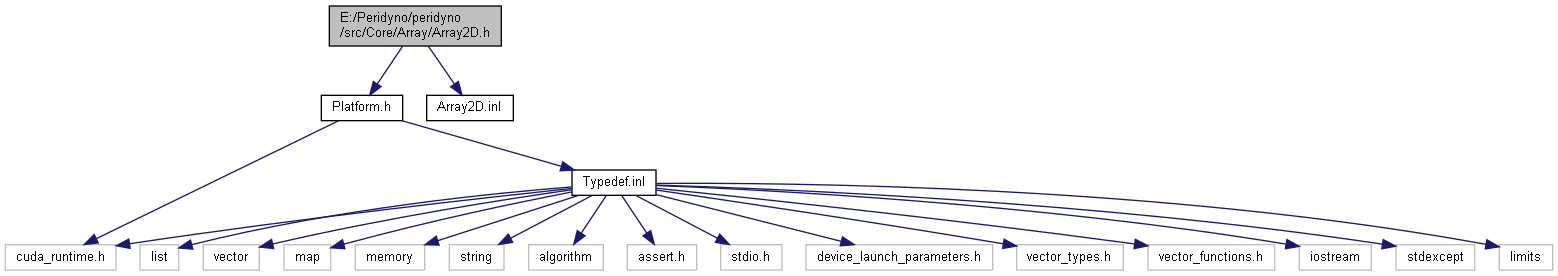 E:/Peridyno/peridyno
/src/Core/Array/Array2D.h
Platform.h
Array2D.inl
Typedef.inl
cuda_runtime.h
list
vector
map
memory
string
algorithm
assert.h
stdio.h
device_launch_parameters.h
vector_types.h
vector_functions.h
iostream
stdexcept
limits